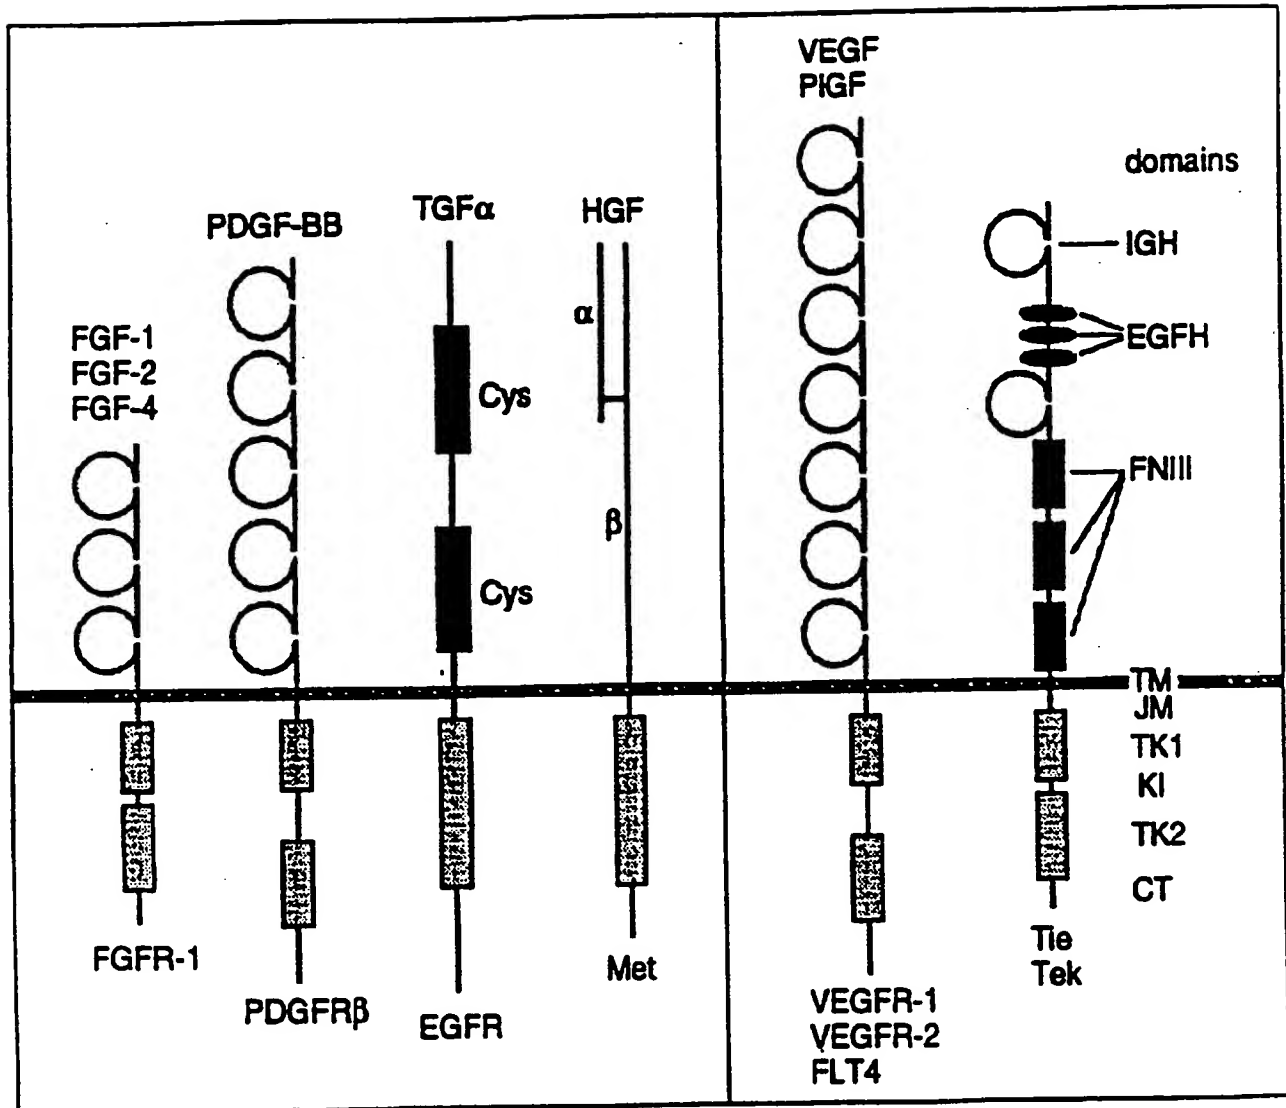 FGF-1
FGF-2
FGF-4
PDGF-BB
TGFα
HGF
α
Cys
β
Cys
VEGF
PIGF
domains
IGH
EGFH
FNIII
TM
JM
TK1
KI
TK2
CT
FGFR-1
PDGFRβ
EGFR
Met
VEGFR-1
VEGFR-2
FLT4
Tie
Tek